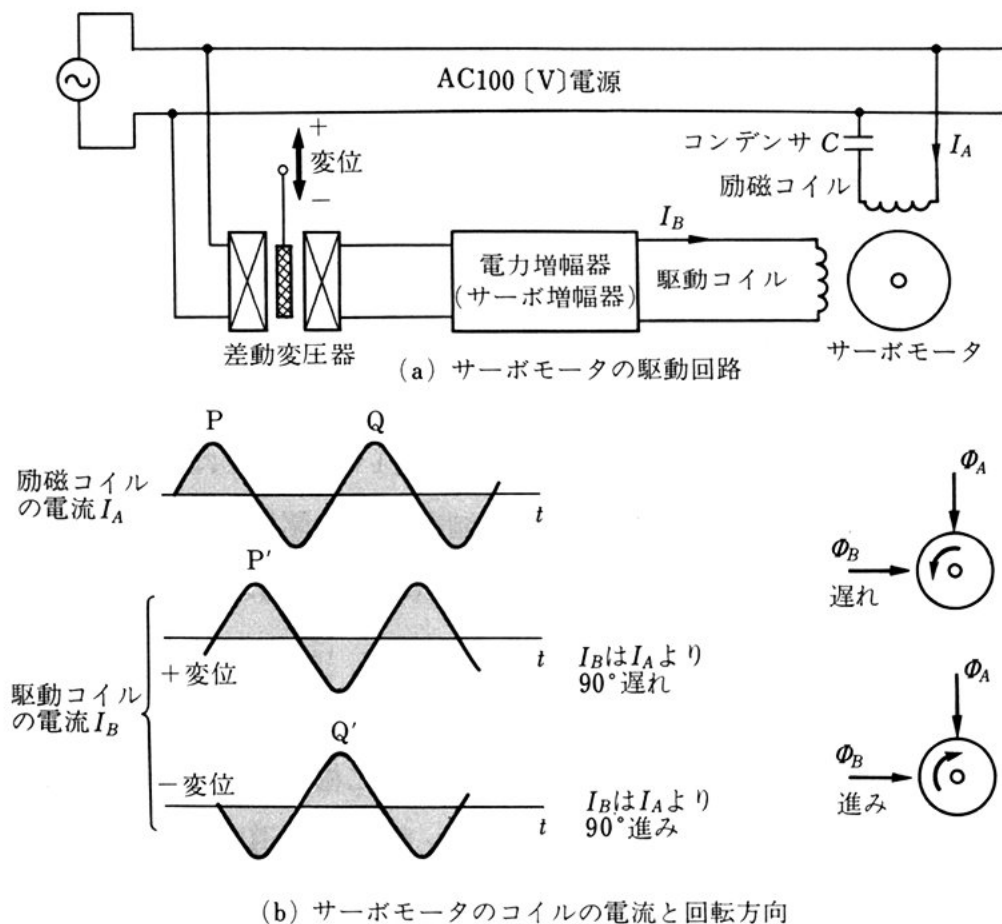 AC100〔V〕電源
+
変位
−
コンデンサ C
I_A
励磁コイル
I_B
電力増幅器
(サーボ増幅器)
駆動コイル
差動変圧器
サーボモータ
(a) サーボモータの駆動回路
P
Q
励磁コイル
の電流I_A
t
Φ_A
P′
Φ_B
遅れ
+変位
t
I_BはI_Aより
90°遅れ
駆動コイル
の電流I_B
Φ_A
Q′
−変位
Φ_B
進み
t
I_BはI_Aより
90°進み
(b) サーボモータのコイルの電流と回転方向